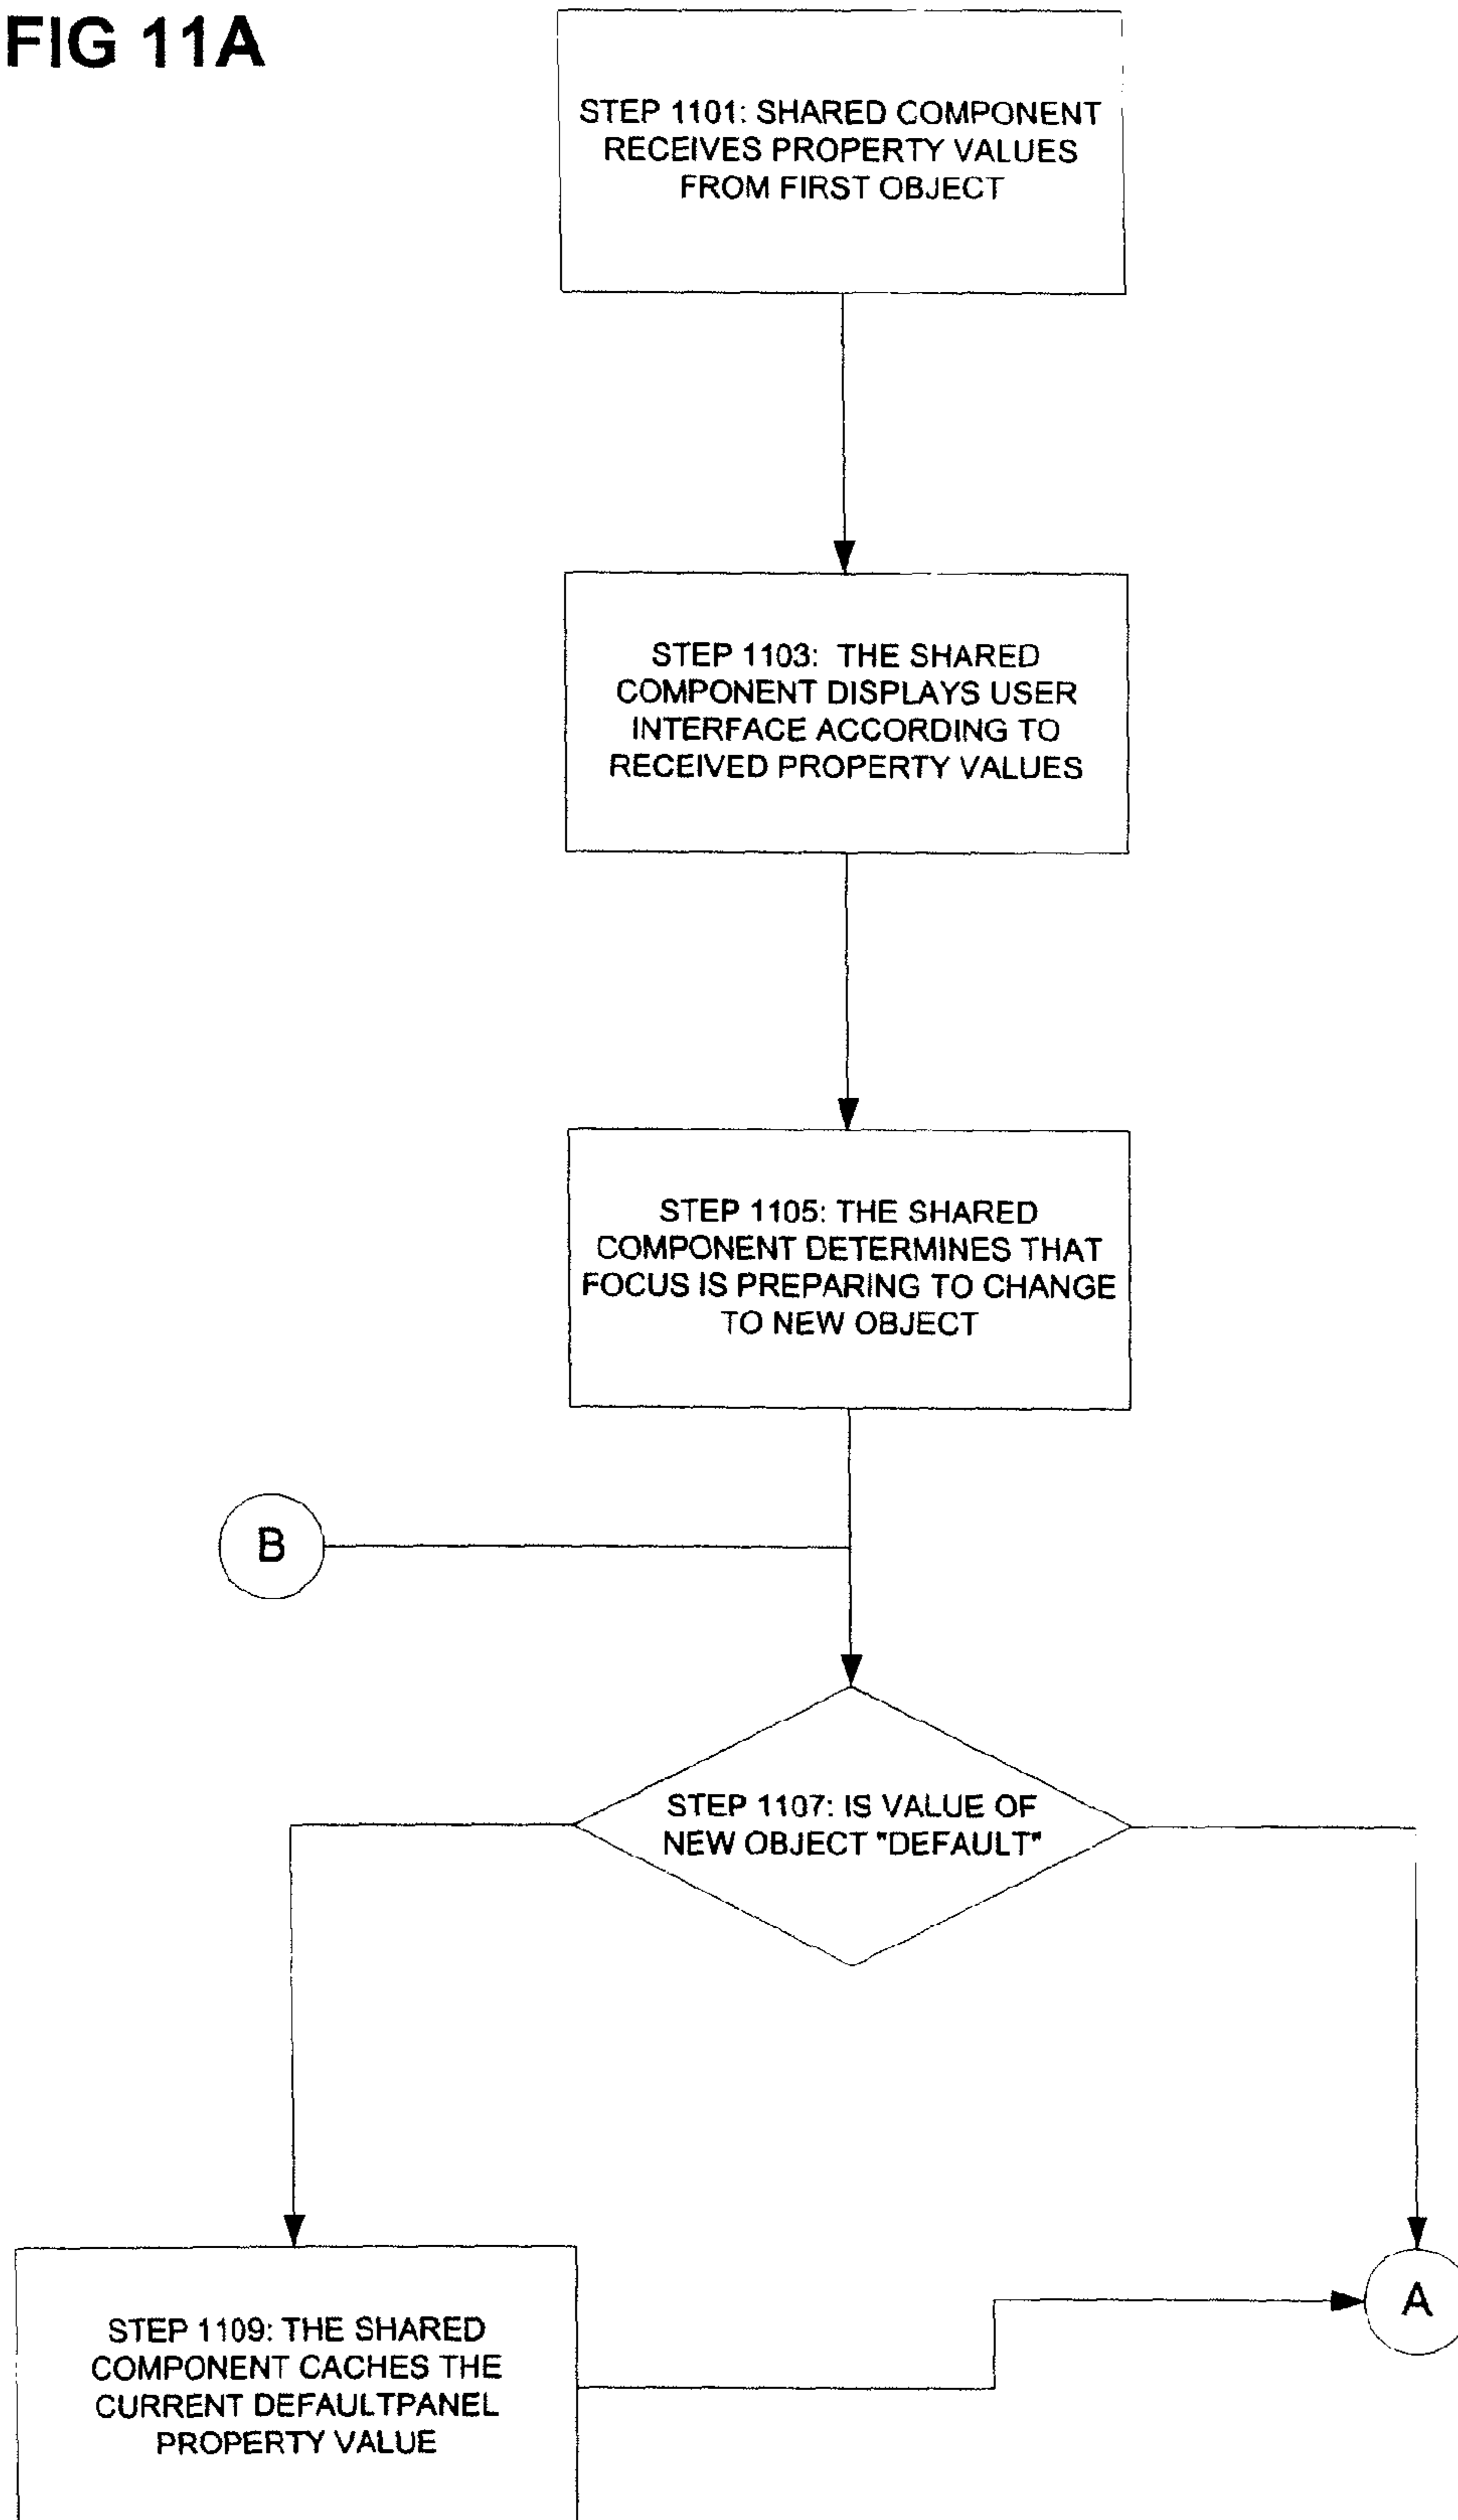 FIG 11A
STEP 1101: SHARED COMPONENT
RECEIVES PROPERTY VALUES
FROM FIRST OBJECT
STEP 1103: THE SHARED
COMPONENT DISPLAYS USER
INTERFACE ACCORDING TO
RECEIVED PROPERTY VALUES
STEP 1105: THE SHARED
COMPONENT DETERMINES THAT
FOCUS IS PREPARING TO CHANGE
TO NEW OBJECT
B
STEP 1107: IS VALUE OF
NEW OBJECT "DEFAULT"
A
STEP 1109: THE SHARED
COMPONENT CACHES THE
CURRENT DEFAULTPANEL
PROPERTY VALUE